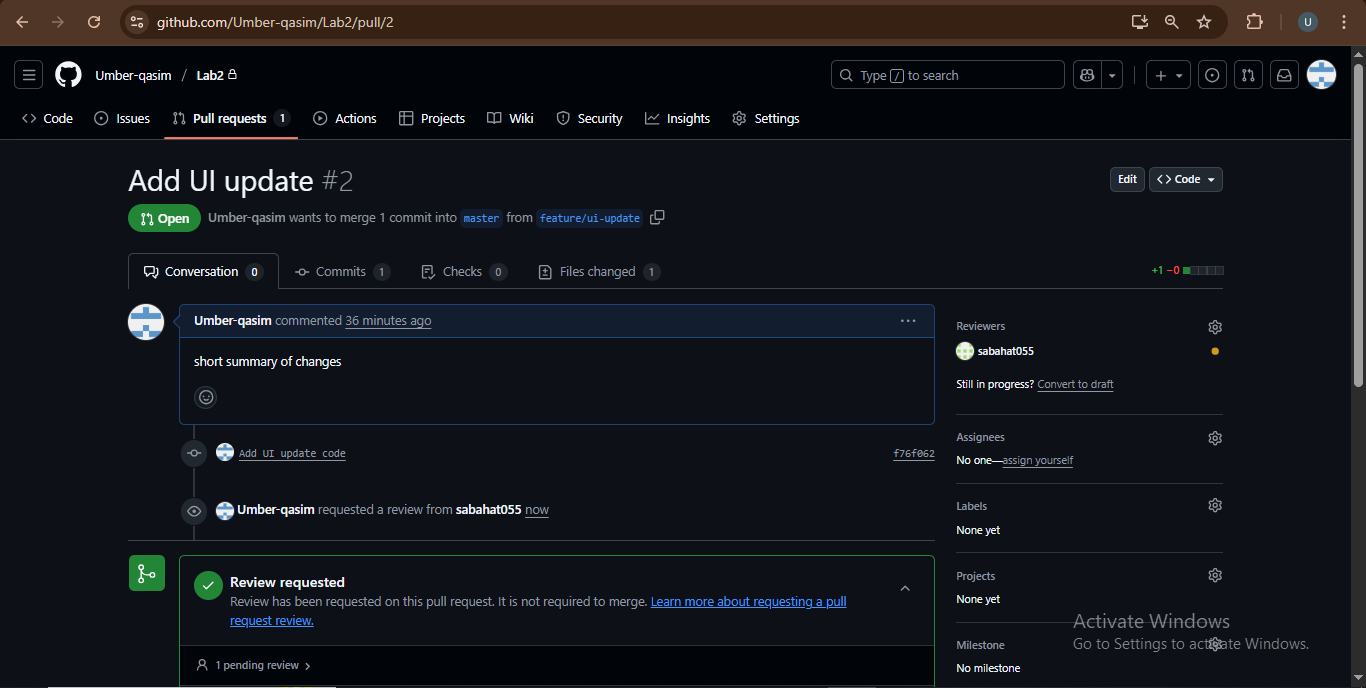 github.com/Umber-qasim/Lab2/pull/2
U
Umber-qasim / Lab2
Type / to search
Code Issues Pull requests 1 Actions Projects Wiki Security Insights Settings
Add UI update #2
Edit
Code
Open
Umber-qasim wants to merge 1 commit into master from feature/ui-update
Conversation 0 Commits 1 Checks 0 Files changed 1
+1 −0
Umber-qasim commented 36 minutes ago
short summary of changes
Add UI update code
f76f062
Umber-qasim requested a review from sabahat055 now
Review requested
Review has been requested on this pull request. It is not required to merge. Learn more about requesting a pull
request review.
1 pending review
Reviewers
sabahat055
Still in progress? Convert to draft
Assignees
No one—assign yourself
Labels
None yet
Projects
None yet
Milestone
No milestone
Activate Windows
Go to Settings to activate Windows.